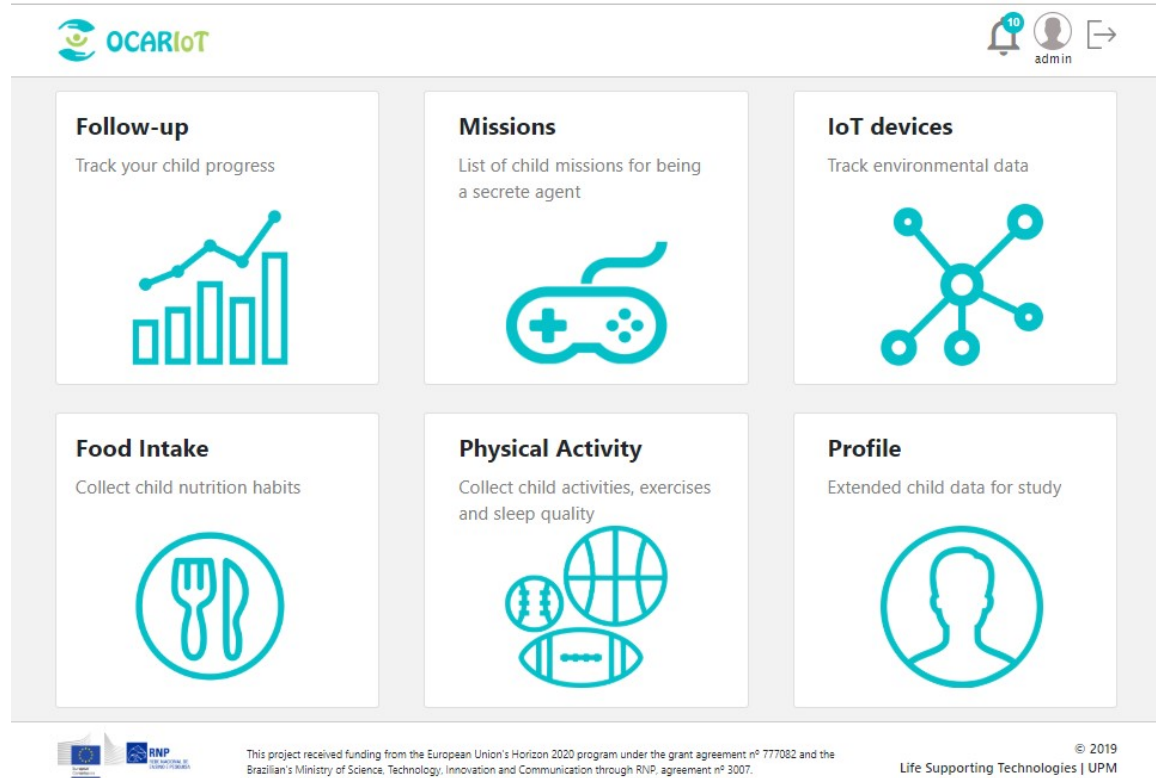 OCARIoT
10
admin
Follow-up
Track your child progress
Missions
List of child missions for being
a secrete agent
IoT devices
Track environmental data
Food Intake
Collect child nutrition habits
Physical Activity
Collect child activities, exercises
and sleep quality
Profile
Extended child data for study
RNP
This project received funding from the European Union's Horizon 2020 program under the grant agreement nº 777082 and the
Brazilian's Ministry of Science, Technology, Innovation and Communication through RNP, agreement nº 3007.
© 2019
Life Supporting Technologies | UPM